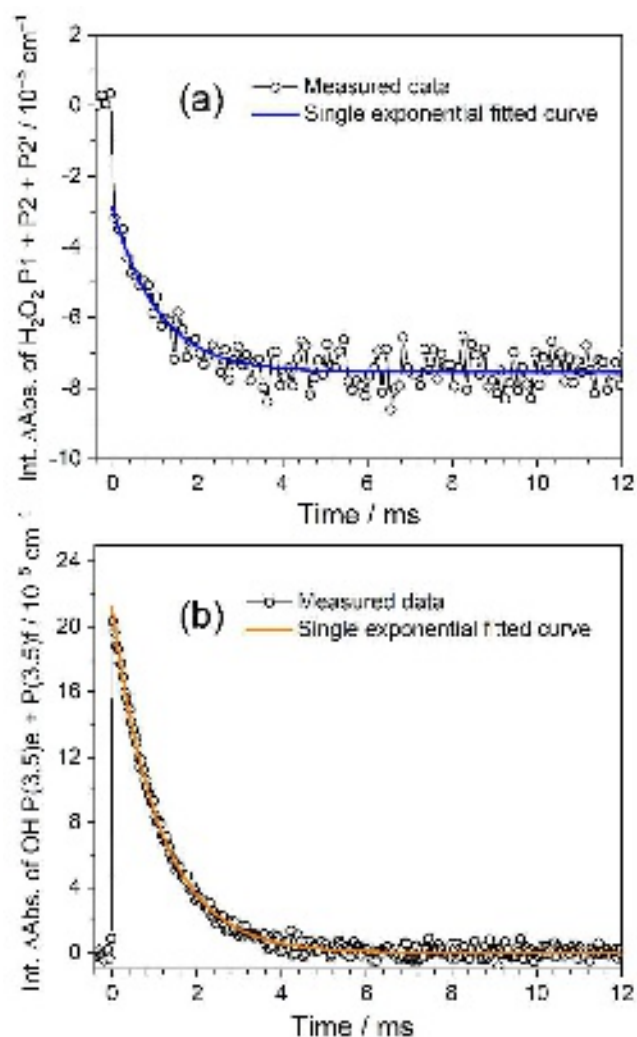 Int. ΔAbs. of H₂O₂ P1 + P2 + P2' / 10⁻⁵ cm⁻¹
2
0
-2
-4
-6
-8
-10
(a)
Measured data
Single exponential fitted curve
0 2 4 6 8 10 12
Time / ms
Int. ΔAbs. of OH P(3.5)e + P(3.5)f / 10⁻⁵ cm⁻¹
24
20
16
12
8
4
0
(b)
Measured data
Single exponential fitted curve
0 2 4 6 8 10 12
Time / ms